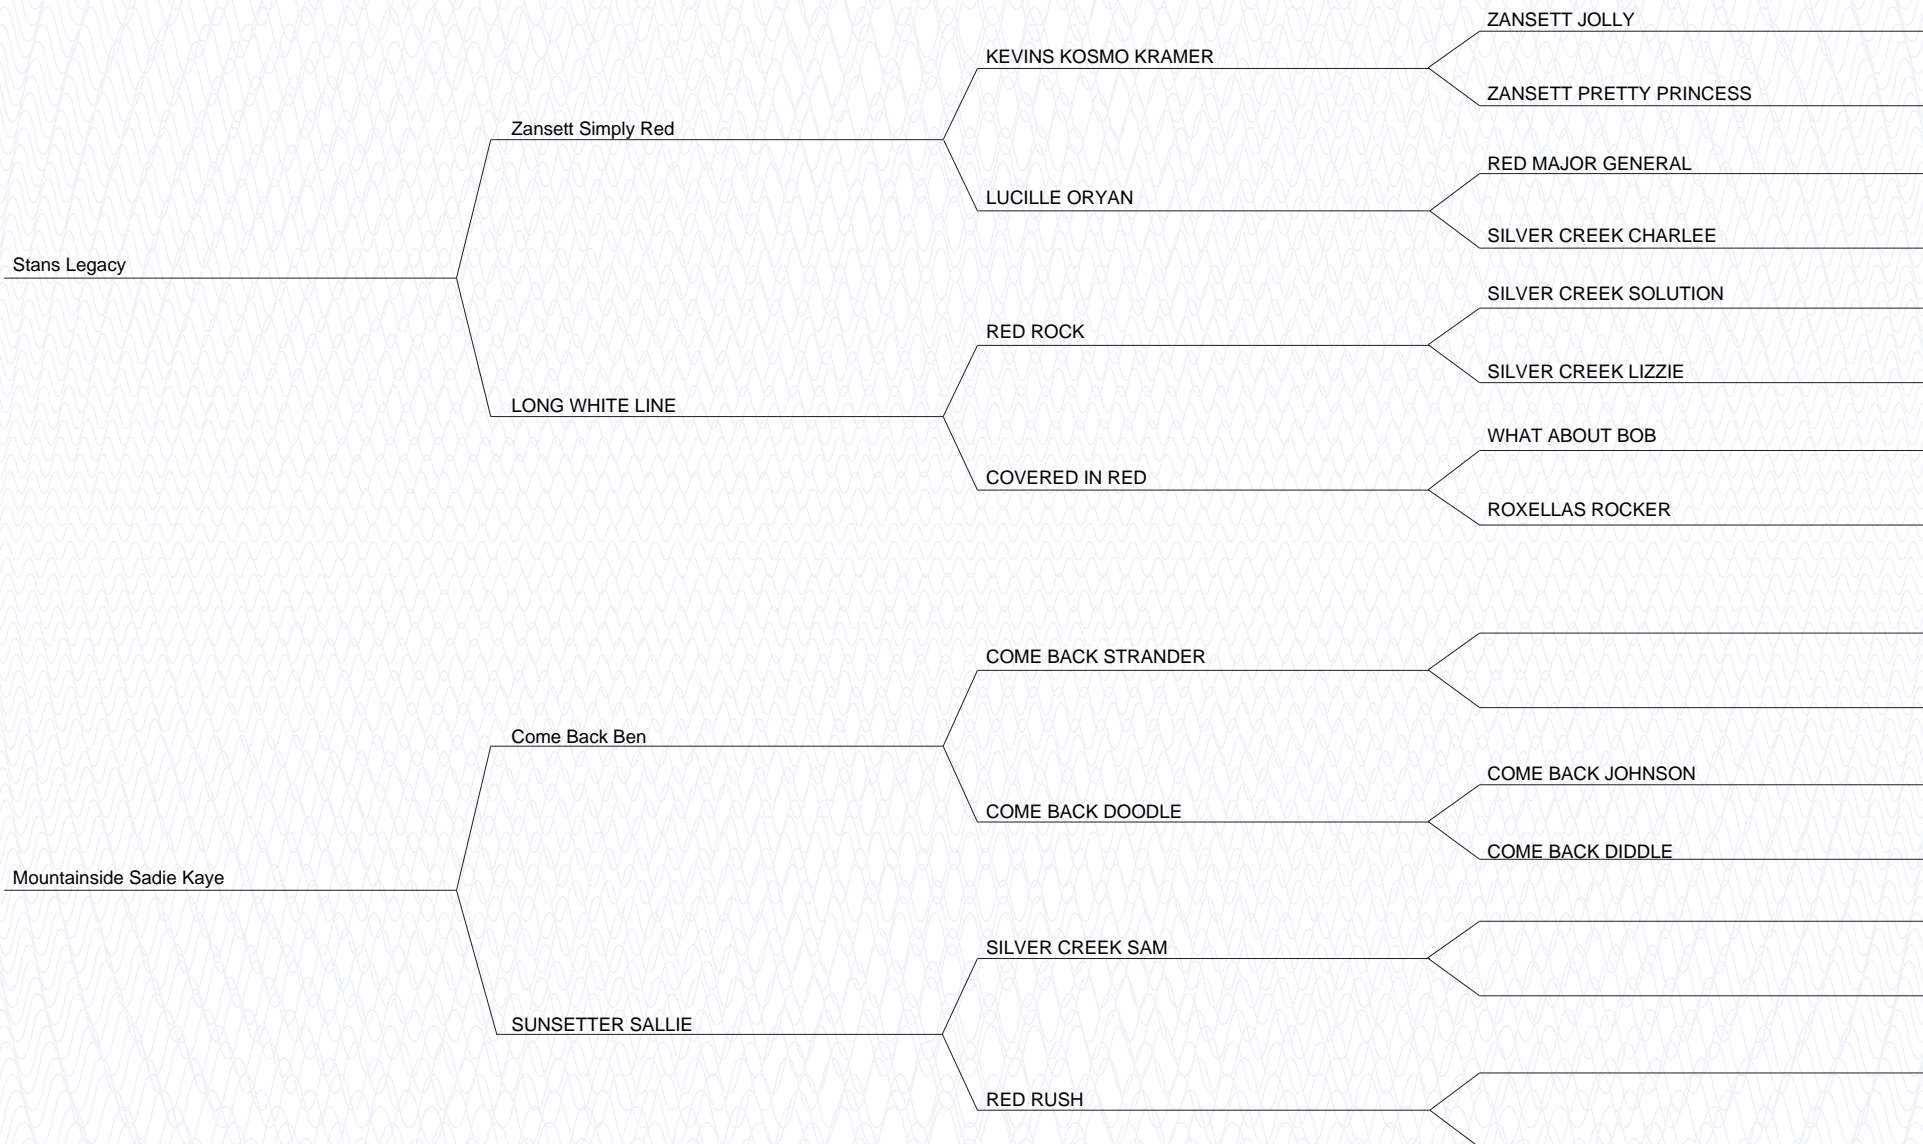 ZANSETT JOLLY
KEVINS KOSMO KRAMER
ZANSETT PRETTY PRINCESS
Zansett Simply Red
RED MAJOR GENERAL
LUCILLE ORYAN
SILVER CREEK CHARLEE
Stans Legacy
SILVER CREEK SOLUTION
RED ROCK
SILVER CREEK LIZZIE
LONG WHITE LINE
WHAT ABOUT BOB
COVERED IN RED
ROXELLAS ROCKER
COME BACK STRANDER
Come Back Ben
COME BACK JOHNSON
COME BACK DOODLE
COME BACK DIDDLE
Mountainside Sadie Kaye
SILVER CREEK SAM
SUNSETTER SALLIE
RED RUSH